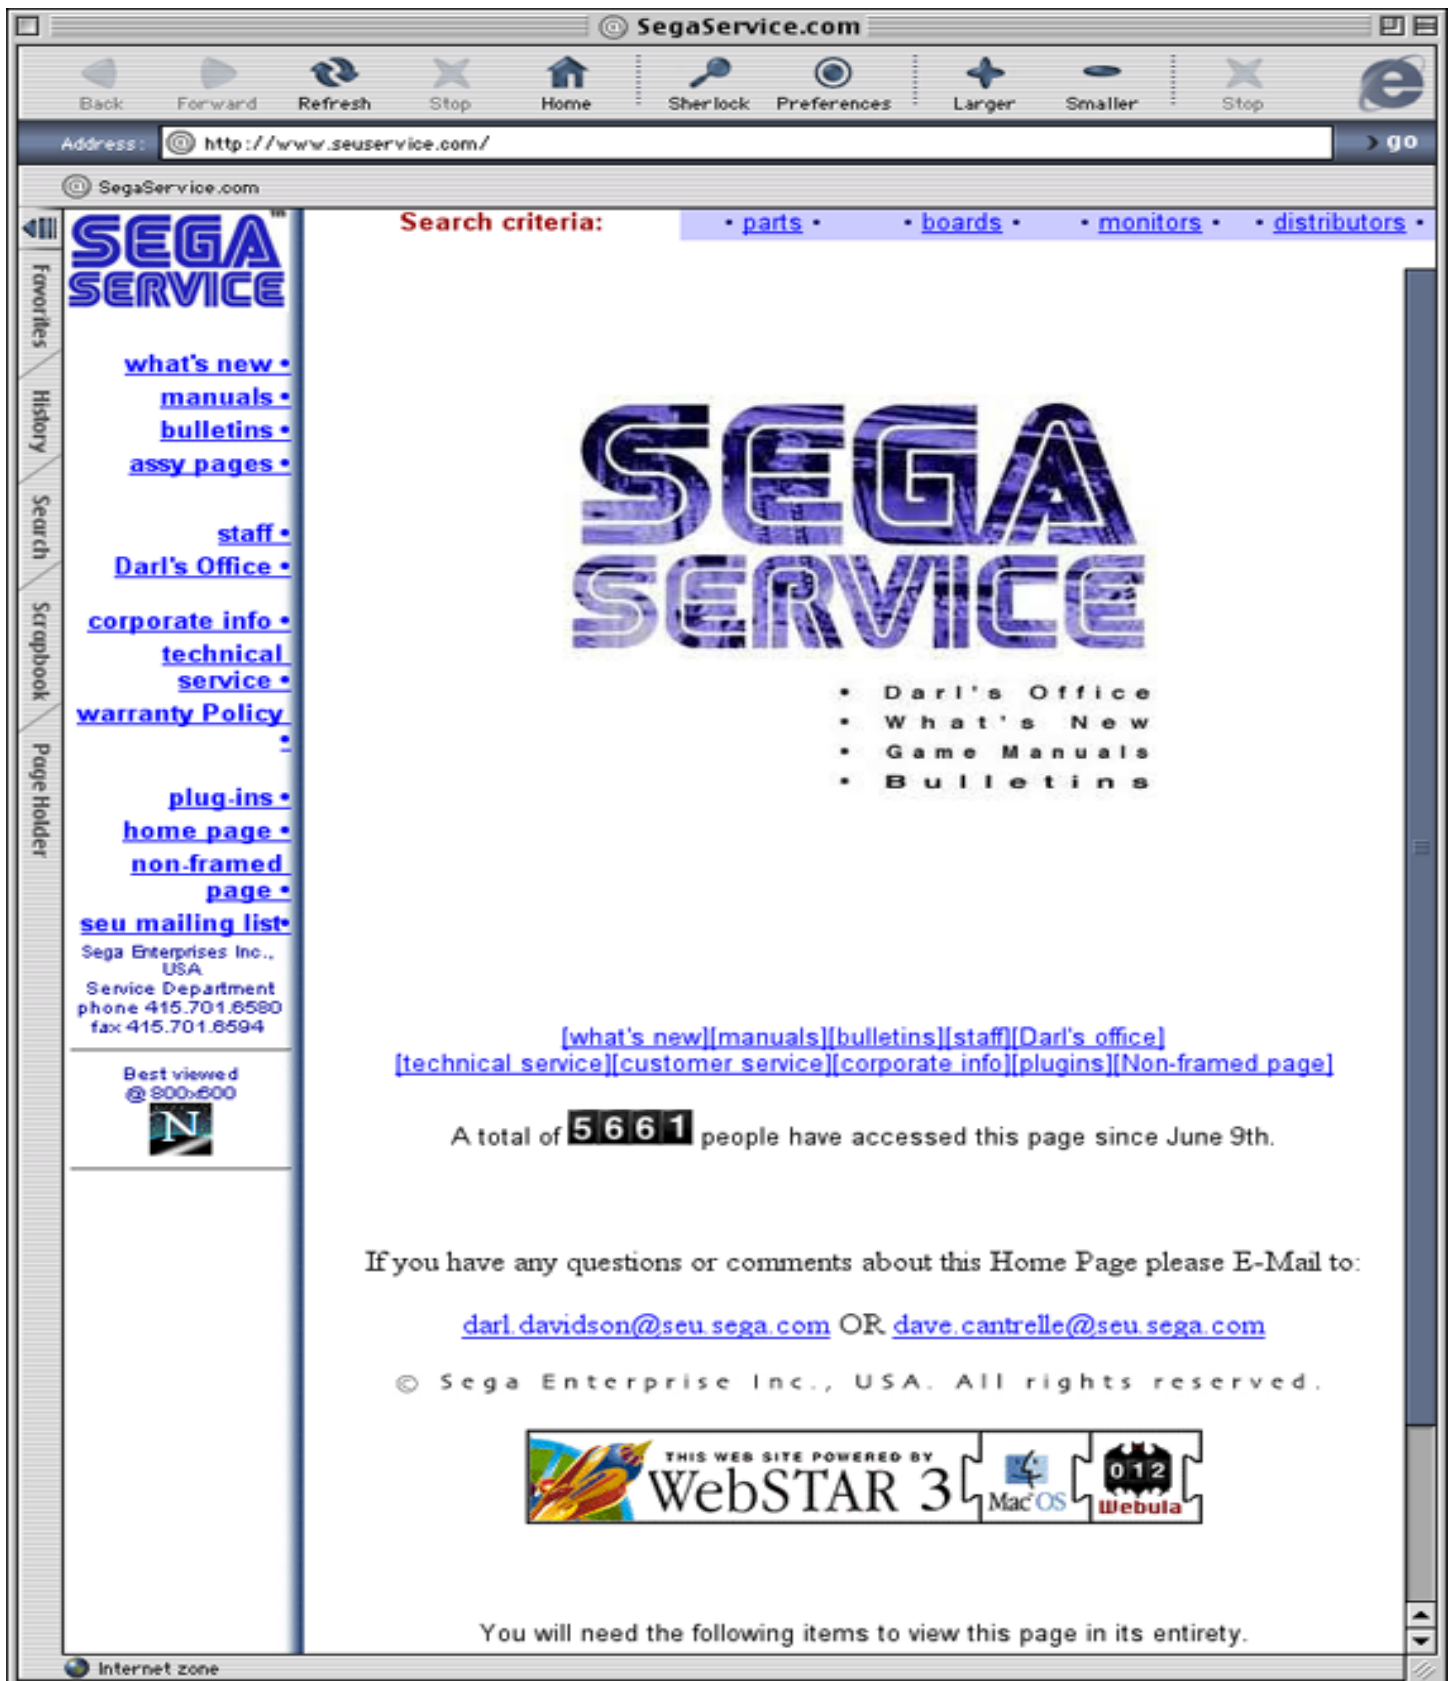 SegaService.com
Back Forward Refresh Stop Home Sherlock Preferences Larger Smaller Stop
Address: http://www.seuservice.com/ go
SegaService.com
Favorites
History
Search
Scrapbook
Page Holder
SEGA™
SERVICE
what's new •
manuals •
bulletins •
assy pages •
staff •
Darl's Office •
corporate info •
technical
service •
warranty Policy
•
plug-ins •
home page •
non-framed
page •
seu mailing list•
Sega Enterprises Inc.,
USA
Service Department
phone 415.701.6580
fax 415.701.6594
Best viewed
@ 800x600
N
Search criteria: • parts • • boards • • monitors • • distributors •
SEGA
SERVICE
• Darl's Office
• What's New
• Game Manuals
• Bulletins
[what's new][manuals][bulletins][staff][Darl's office]
[technical service][customer service][corporate info][plugins][Non-framed page]
A total of 5661 people have accessed this page since June 9th.
If you have any questions or comments about this Home Page please E-Mail to:
darl.davidson@seu.sega.com OR dave.cantrelle@seu.sega.com
© Sega Enterprise Inc., USA. All rights reserved.
THIS WEB SITE POWERED BY
WebSTAR 3
Mac OS
012
Webula
You will need the following items to view this page in its entirety.
Internet zone